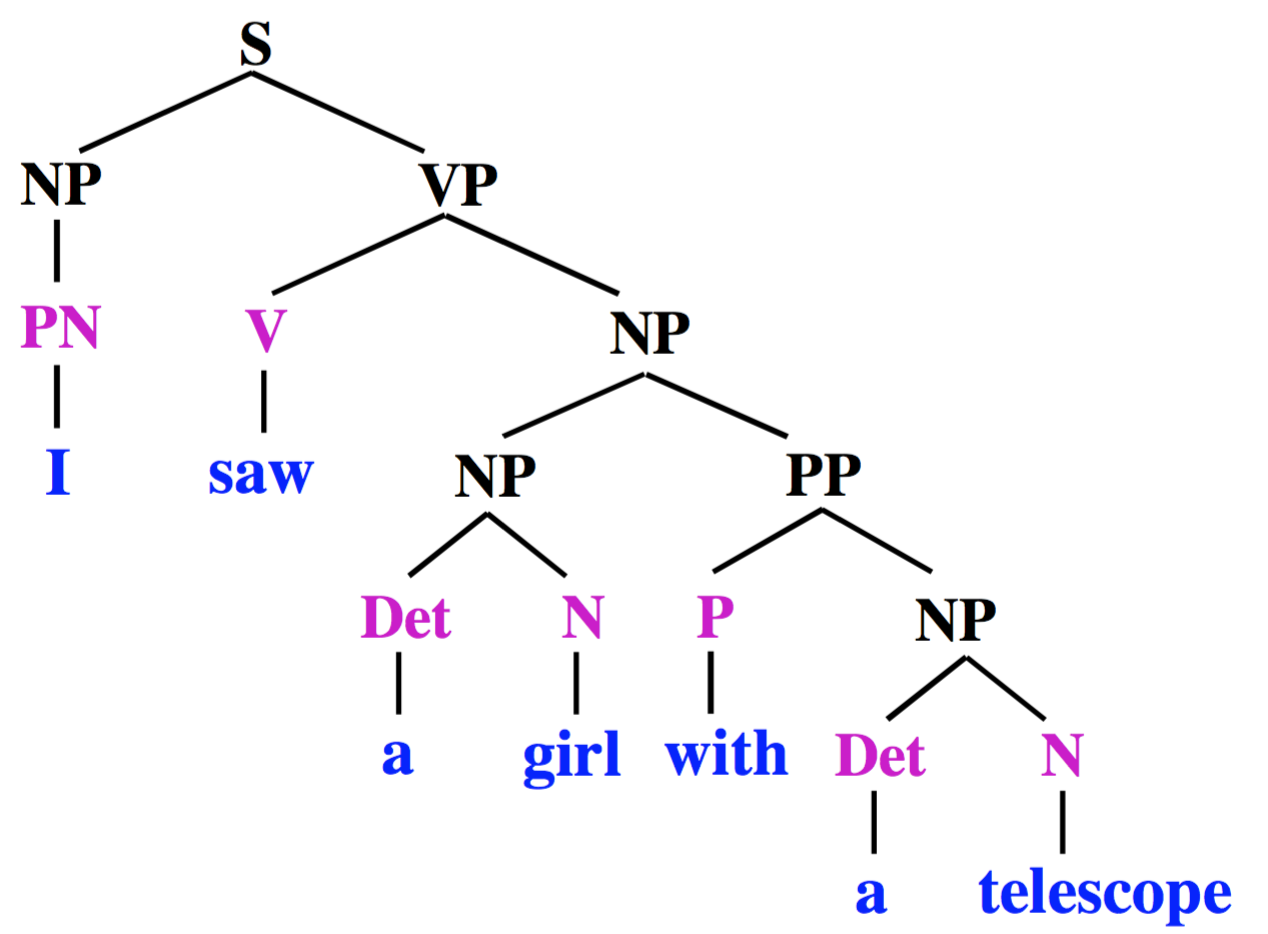 S
NP VP
PN V NP
I saw NP PP
Det N P NP
a girl with Det N
a telescope